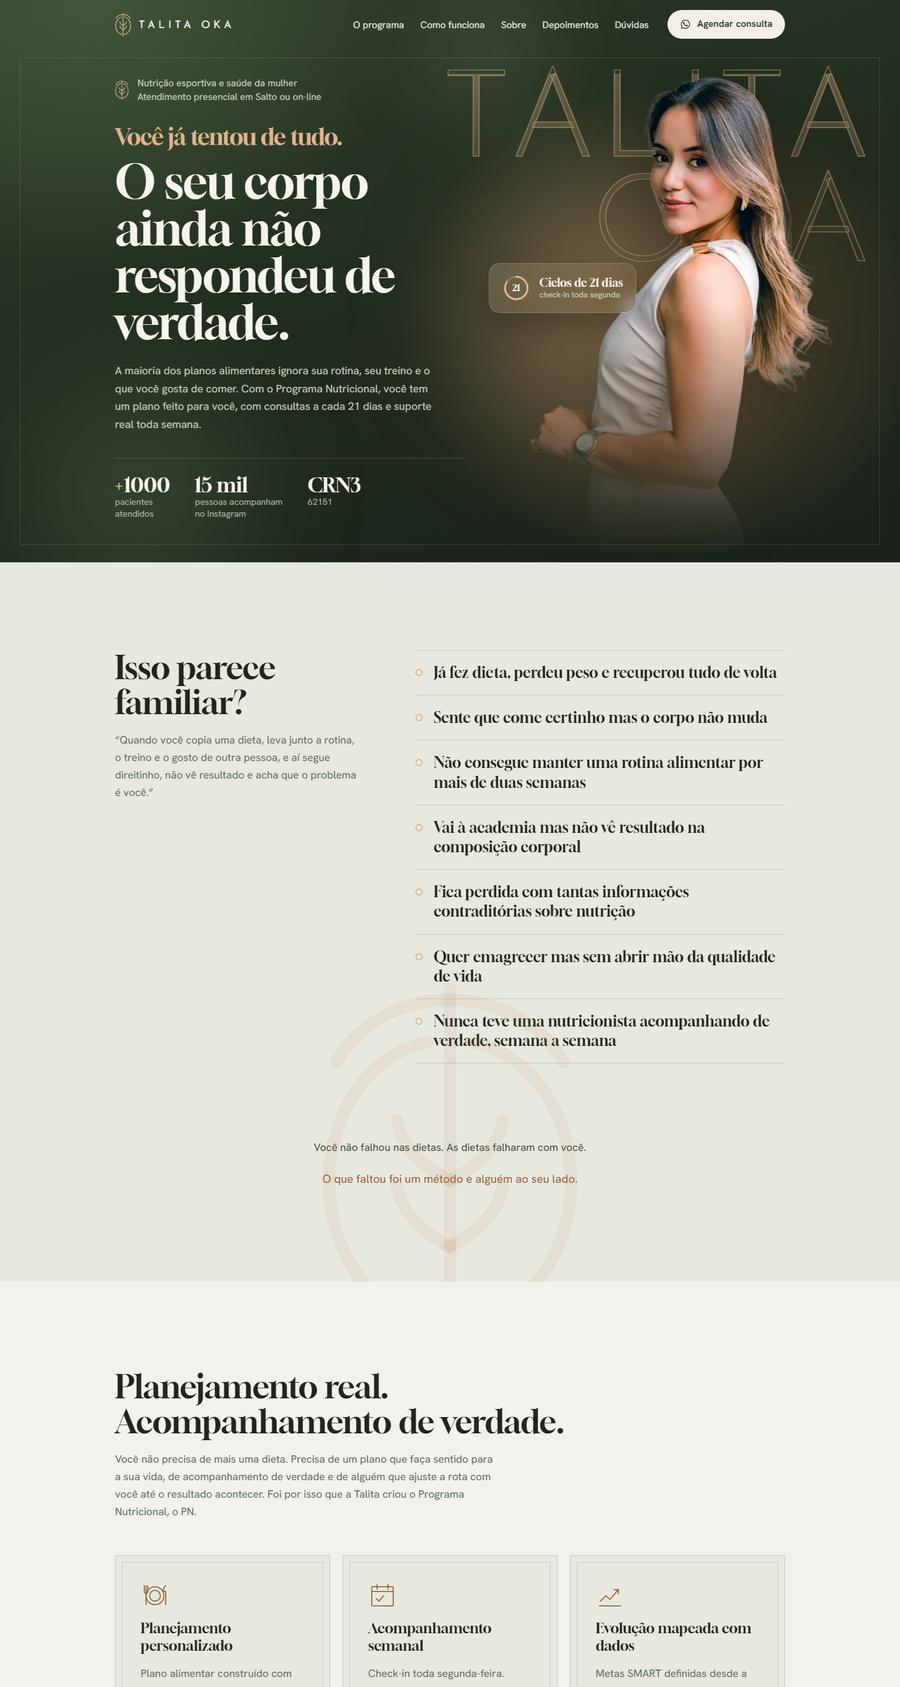 TALITA OKA
O programa
Como funciona
Sobre
Depoimentos
Dúvidas
Agendar consulta
Nutrição esportiva e saúde da mulher
Atendimento presencial em Salto ou on-line
TALITA
OKA
Você já tentou de tudo.
O seu corpo
ainda não
respondeu de
verdade.
21
Ciclos de 21 dias
check-in toda segunda
A maioria dos planos alimentares ignora sua rotina, seu treino e o
que você gosta de comer. Com o Programa Nutricional, você tem
um plano feito para você, com consultas a cada 21 dias e suporte
real toda semana.
+1000
pacientes
atendidos
15 mil
pessoas acompanham
no Instagram
CRN3
62151
Isso parece
familiar?
“Quando você copia uma dieta, leva junto a rotina,
o treino e o gosto de outra pessoa, e aí segue
direitinho, não vê resultado e acha que o problema
é você.”
Já fez dieta, perdeu peso e recuperou tudo de volta
Sente que come certinho mas o corpo não muda
Não consegue manter uma rotina alimentar por
mais de duas semanas
Vai à academia mas não vê resultado na
composição corporal
Fica perdida com tantas informações
contraditórias sobre nutrição
Quer emagrecer mas sem abrir mão da qualidade
de vida
Nunca teve uma nutricionista acompanhando de
verdade, semana a semana
Você não falhou nas dietas. As dietas falharam com você.
O que faltou foi um método e alguém ao seu lado.
Planejamento real.
Acompanhamento de verdade.
Você não precisa de mais uma dieta. Precisa de um plano que faça sentido para
a sua vida, de acompanhamento de verdade e de alguém que ajuste a rota com
você até o resultado acontecer. Foi por isso que a Talita criou o Programa
Nutricional, o PN.
Planejamento
personalizado
Plano alimentar construído com
Acompanhamento
semanal
Check-in toda segunda-feira.
Evolução mapeada com
dados
Metas SMART definidas desde a